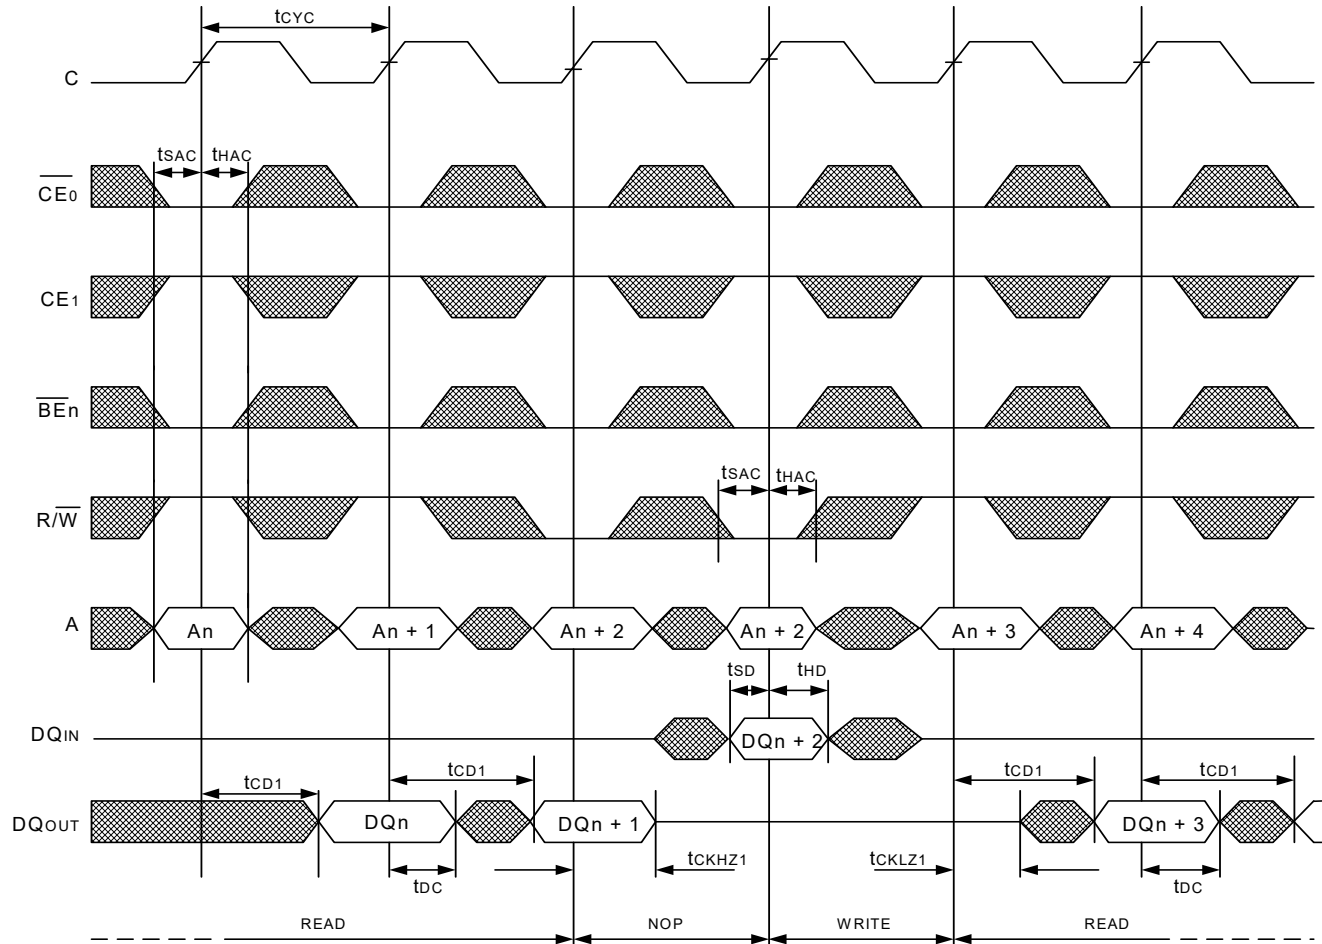 tCYC
C
tSAC tHAC
CE0
CE1
BEn
tSAC tHAC
R/W
A An An + 1 An + 2 An + 2 An + 3 An + 4
tSD tHD
DQIN DQn + 2
tCD1 tCD1 tCD1 tCD1
DQOUT DQn DQn + 1 DQn + 3
tDC tCKHZ1 tCKLZ1 tDC
READ NOP WRITE READ